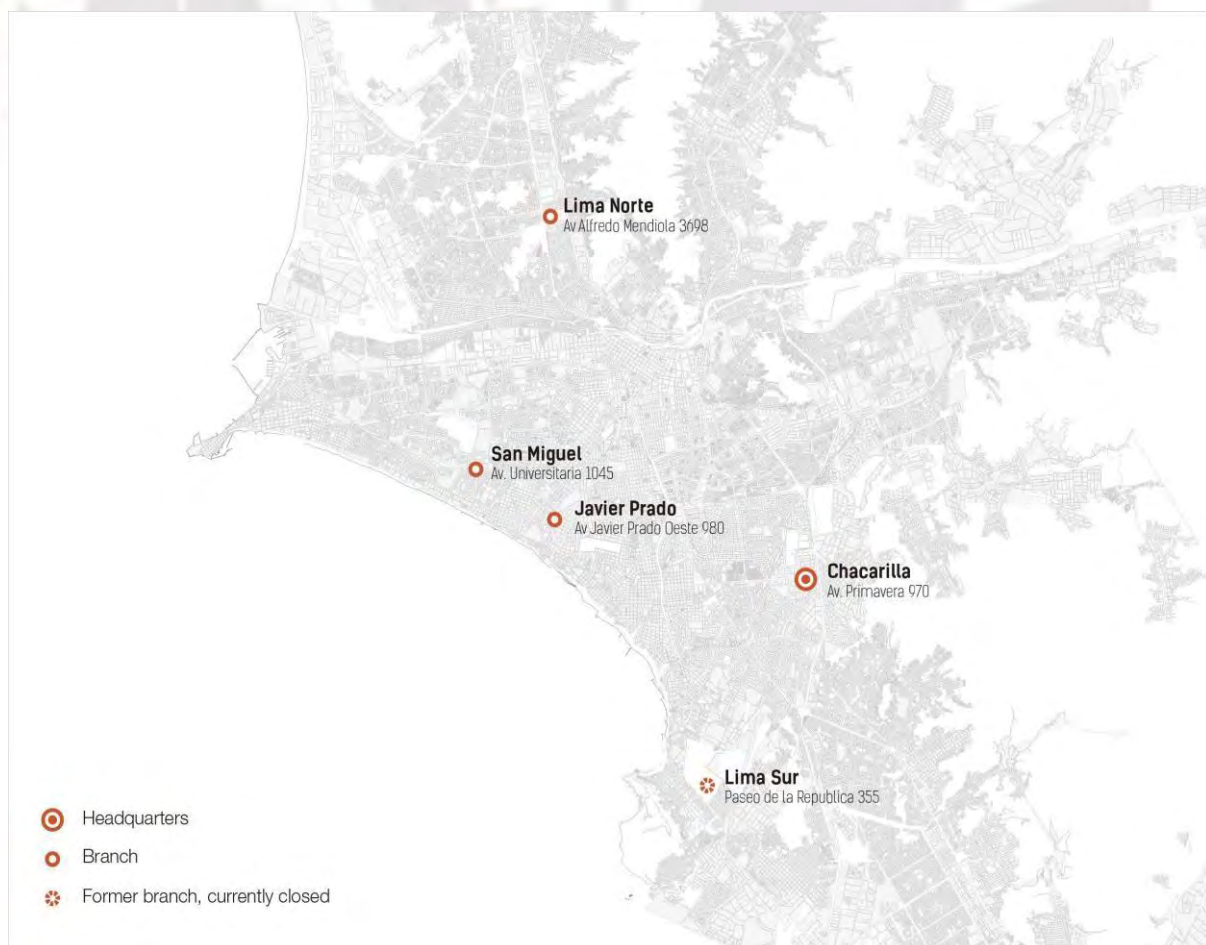 Lima Norte
Av Alfredo Mendiola 3698
San Miguel
Av. Universitaria 1045
Javier Prado
Av Javier Prado Oeste 980
Chacarilla
Av. Primavera 970
Lima Sur
Paseo de la Republica 355
Headquarters
Branch
Former branch, currently closed